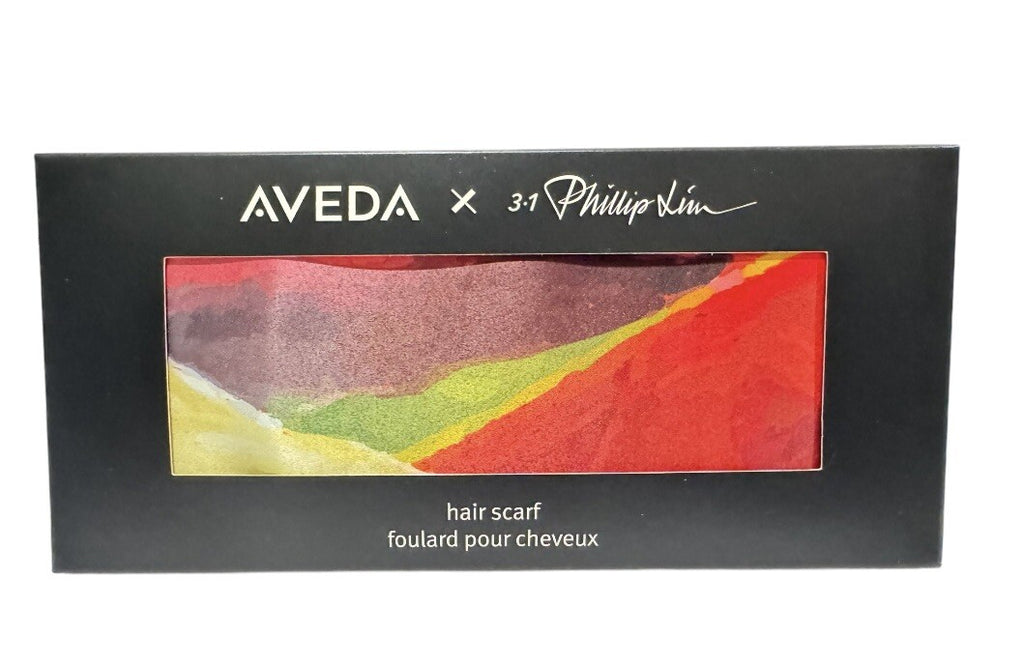 AVEDA × 3·1 Phillip Lim
hair scarf
foulard pour cheveux